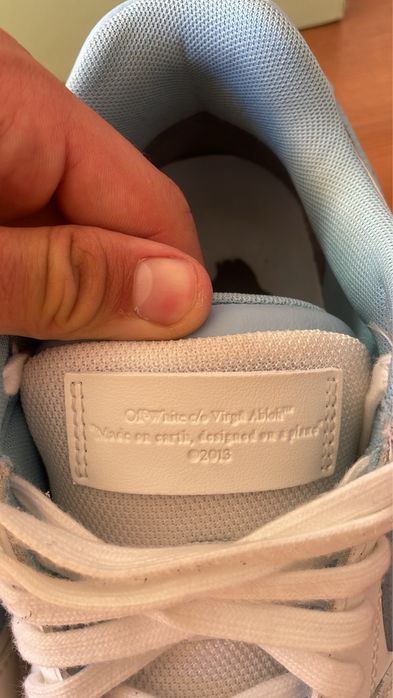 Off-White c/o Virgil Abloh™
"Made on earth, designed on a plane"
©2013